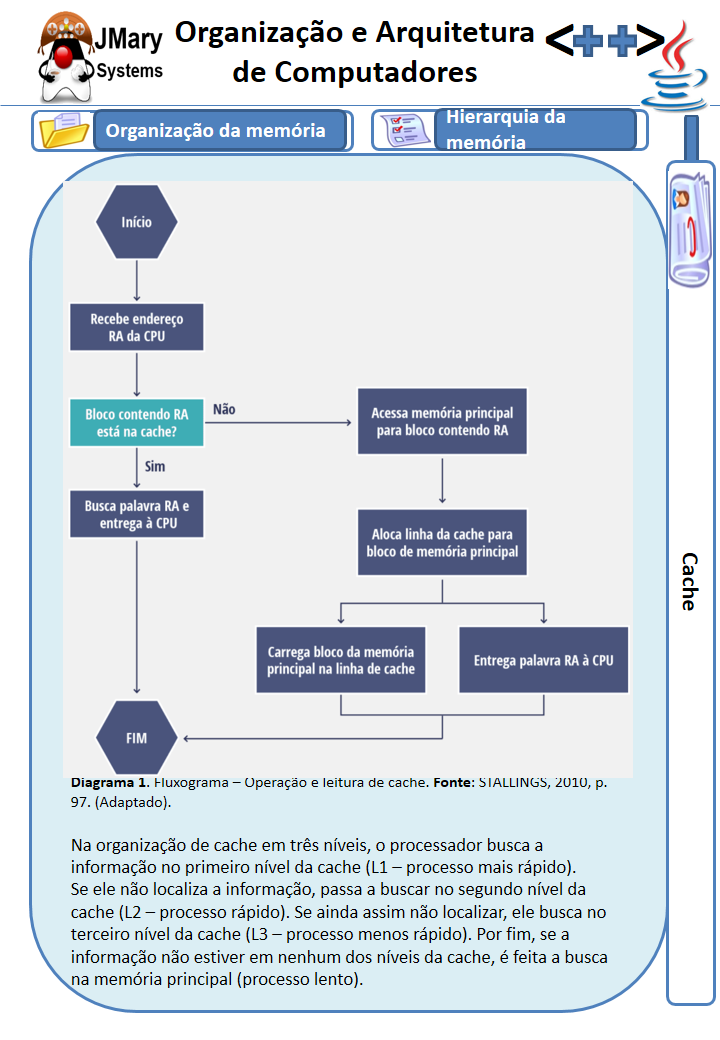 JMary
Systems
Organização e Arquitetura
de Computadores
<++>
Organização da memória
Hierarquia da
memória
Início
Recebe endereço
RA da CPU
Bloco contendo RA
está na cache?
Não
Acessa memória principal
para bloco contendo RA
Sim
Busca palavra RA e
entrega à CPU
Aloca linha da cache para
bloco de memória principal
Carrega bloco da memória
principal na linha de cache
Entrega palavra RA à CPU
FIM
Cache
Diagrama 1. Fluxograma – Operação e leitura de cache. Fonte: STALLINGS, 2010, p.
97. (Adaptado).
Na organização de cache em três níveis, o processador busca a
informação no primeiro nível da cache (L1 – processo mais rápido).
Se ele não localiza a informação, passa a buscar no segundo nível da
cache (L2 – processo rápido). Se ainda assim não localizar, ele busca no
terceiro nível da cache (L3 – processo menos rápido). Por fim, se a
informação não estiver em nenhum dos níveis da cache, é feita a busca
na memória principal (processo lento).